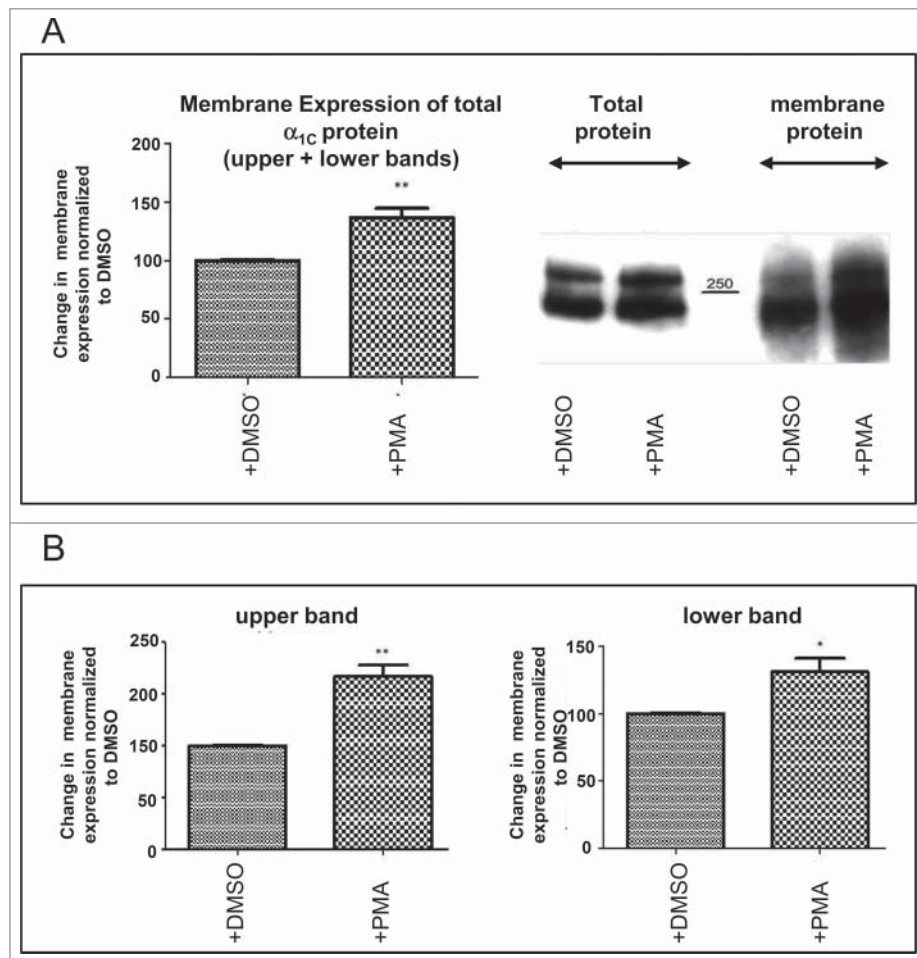 A
Membrane Expression of total
α1C protein
(upper + lower bands)
Change in membrane
expression normalized
to DMSO
200
150
100
50
0
**
+DMSO
+PMA
Total
protein
membrane
protein
250
+DMSO
+PMA
+DMSO
+PMA
B
upper band
Change in membrane
expression normalized
to DMSO
250
200
150
50
0
**
+DMSO
+PMA
lower band
Change in membrane
expression normalized
to DMSO
150
100
50
0
*
+DMSO
+PMA